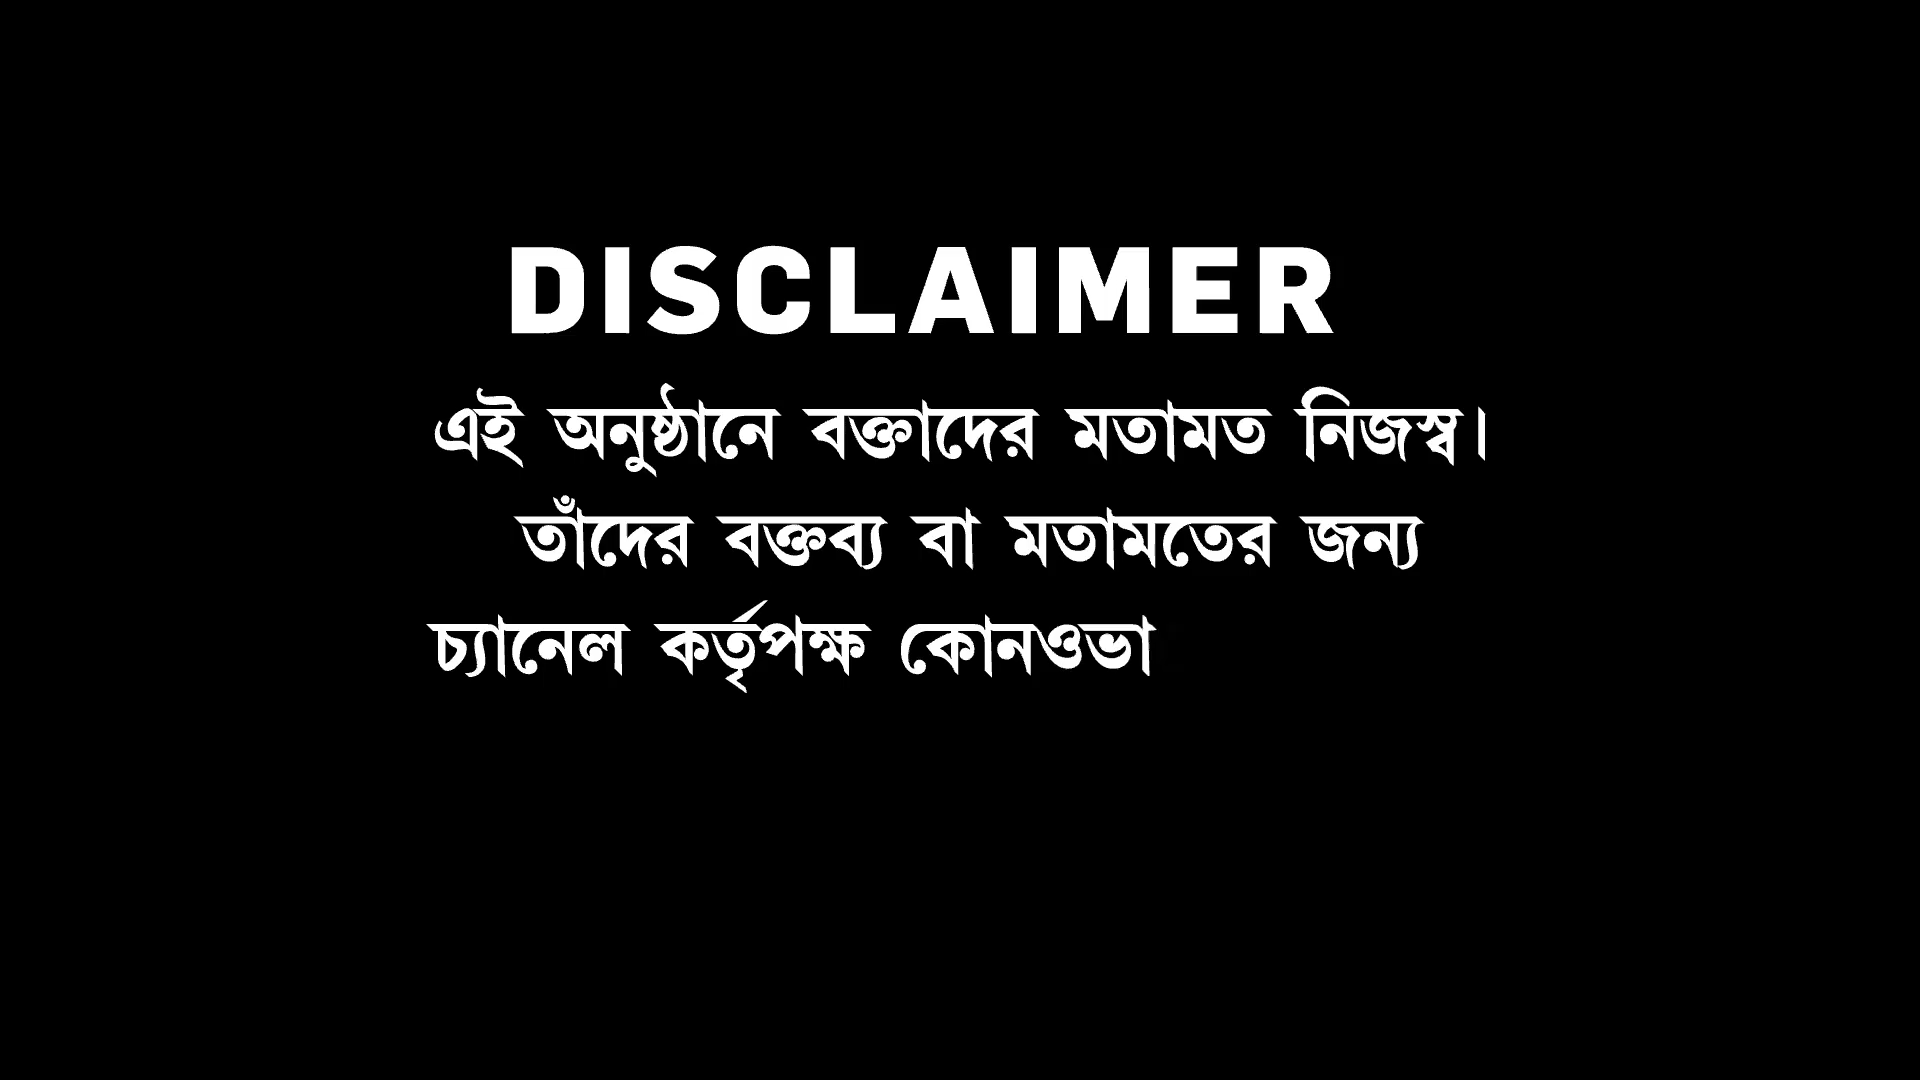 DISCLAIMER
এই অনুষ্ঠানে বক্তাদের মতামত নিজস্ব।
তাঁদের বক্তব্য বা মতামতের জন্য
চ্যানেল কর্তৃপক্ষ কোনওভা